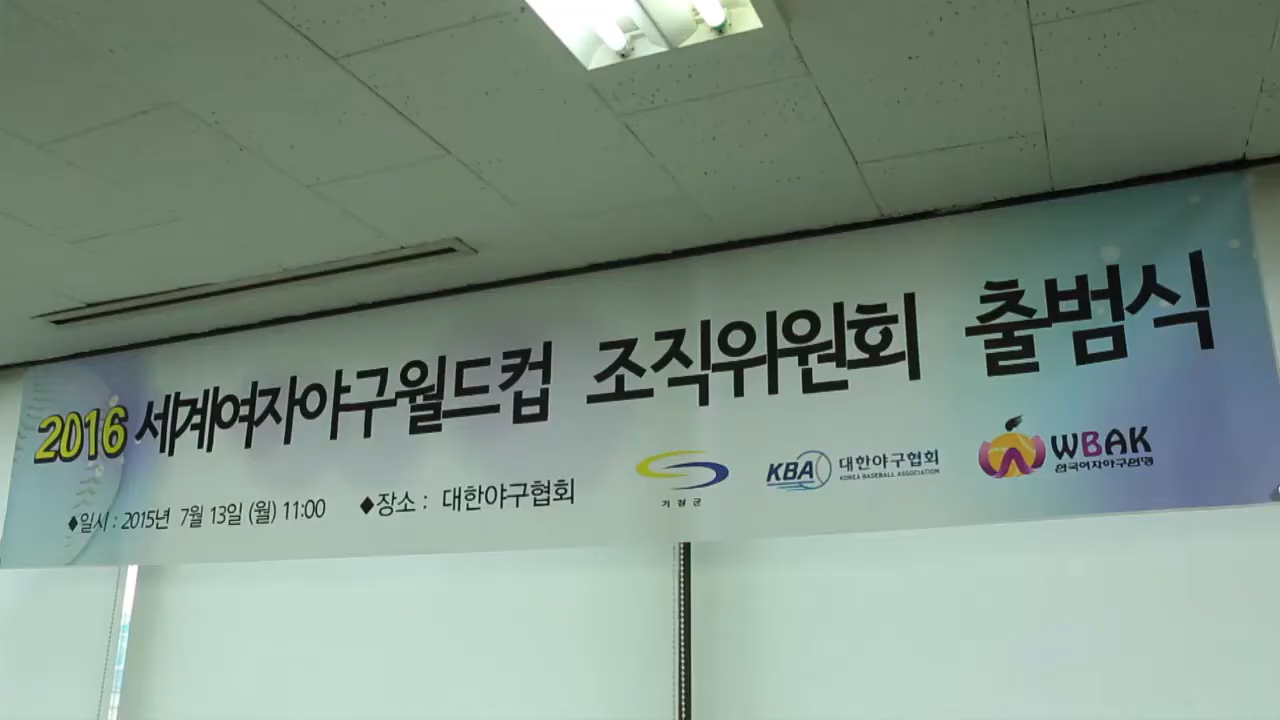 2016 세계여자야구월드컵 조직위원회 출범식
◆일시 : 2015년 7월 13일 (월) 11:00 ◆장소 : 대한야구협회
기장군
KBA 대한야구협회
KOREA BASEBALL ASSOCIATION
WBAK
한국여자야구연맹